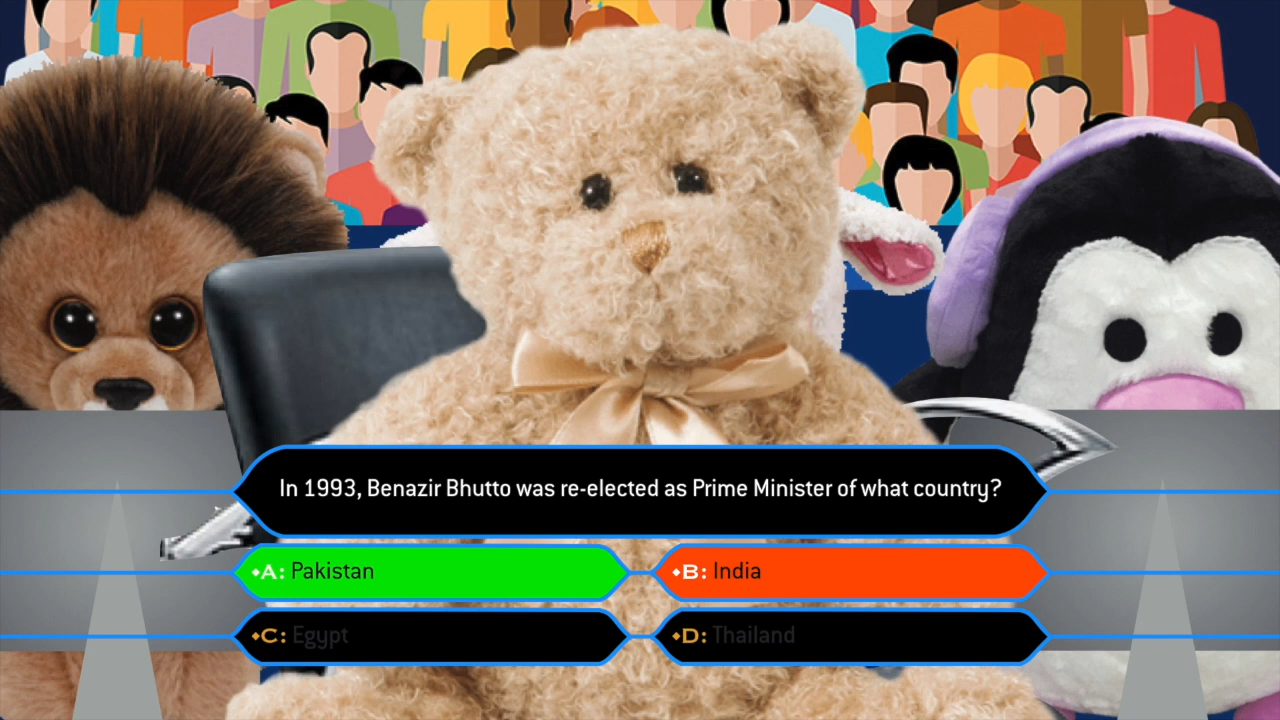 In 1993, Benazir Bhutto was re-elected as Prime Minister of what country?
A: Pakistan
B: India
C: Egypt
D: Thailand